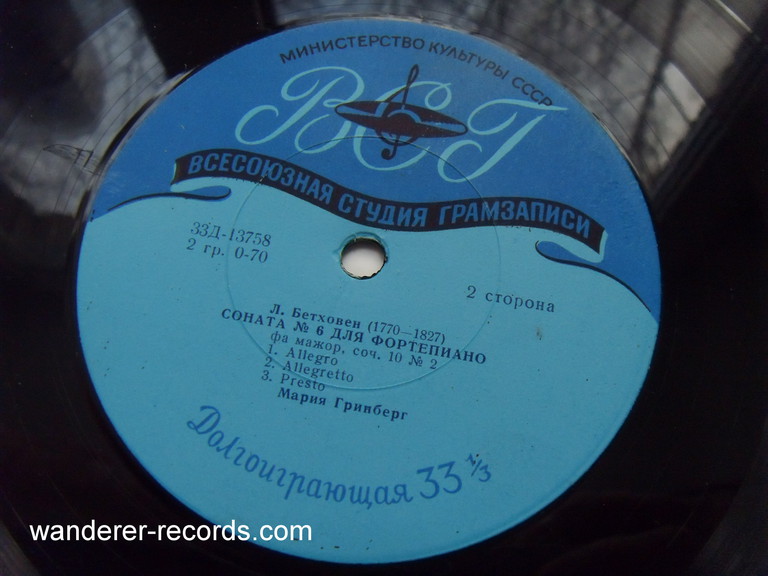 МИНИСТЕРСТВО КУЛЬТУРЫ СССР
ВСГ
ВСЕСОЮЗНАЯ СТУДИЯ ГРАМЗАПИСИ
33Д-13758
2 гр. 0-70
2 сторона
Л. Бетховен (1770—1827)
СОНАТА № 6 ДЛЯ ФОРТЕПИАНО
фа мажор, соч. 10 № 2
1. Allegro
2. Allegretto
3. Presto
Мария Гринберг
Долгоиграющая 33 1/3
wanderer-records.com